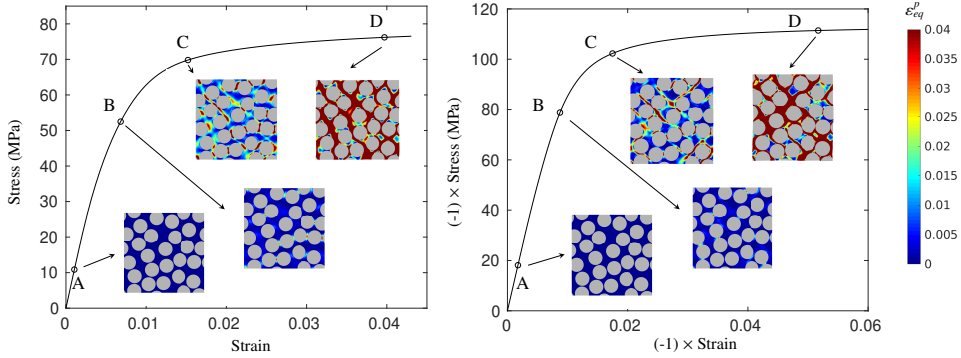 80
70
60
50
40
30
20
10
0
Stress (MPa)
A
B
C
D
0
0.01
0.02
0.03
0.04
Strain
120
100
80
60
40
20
0
(-1) × Stress (MPa)
A
B
C
D
0
0.02
0.04
0.06
(-1) × Strain
ε^p_eq
0.04
0.035
0.03
0.025
0.02
0.015
0.01
0.005
0